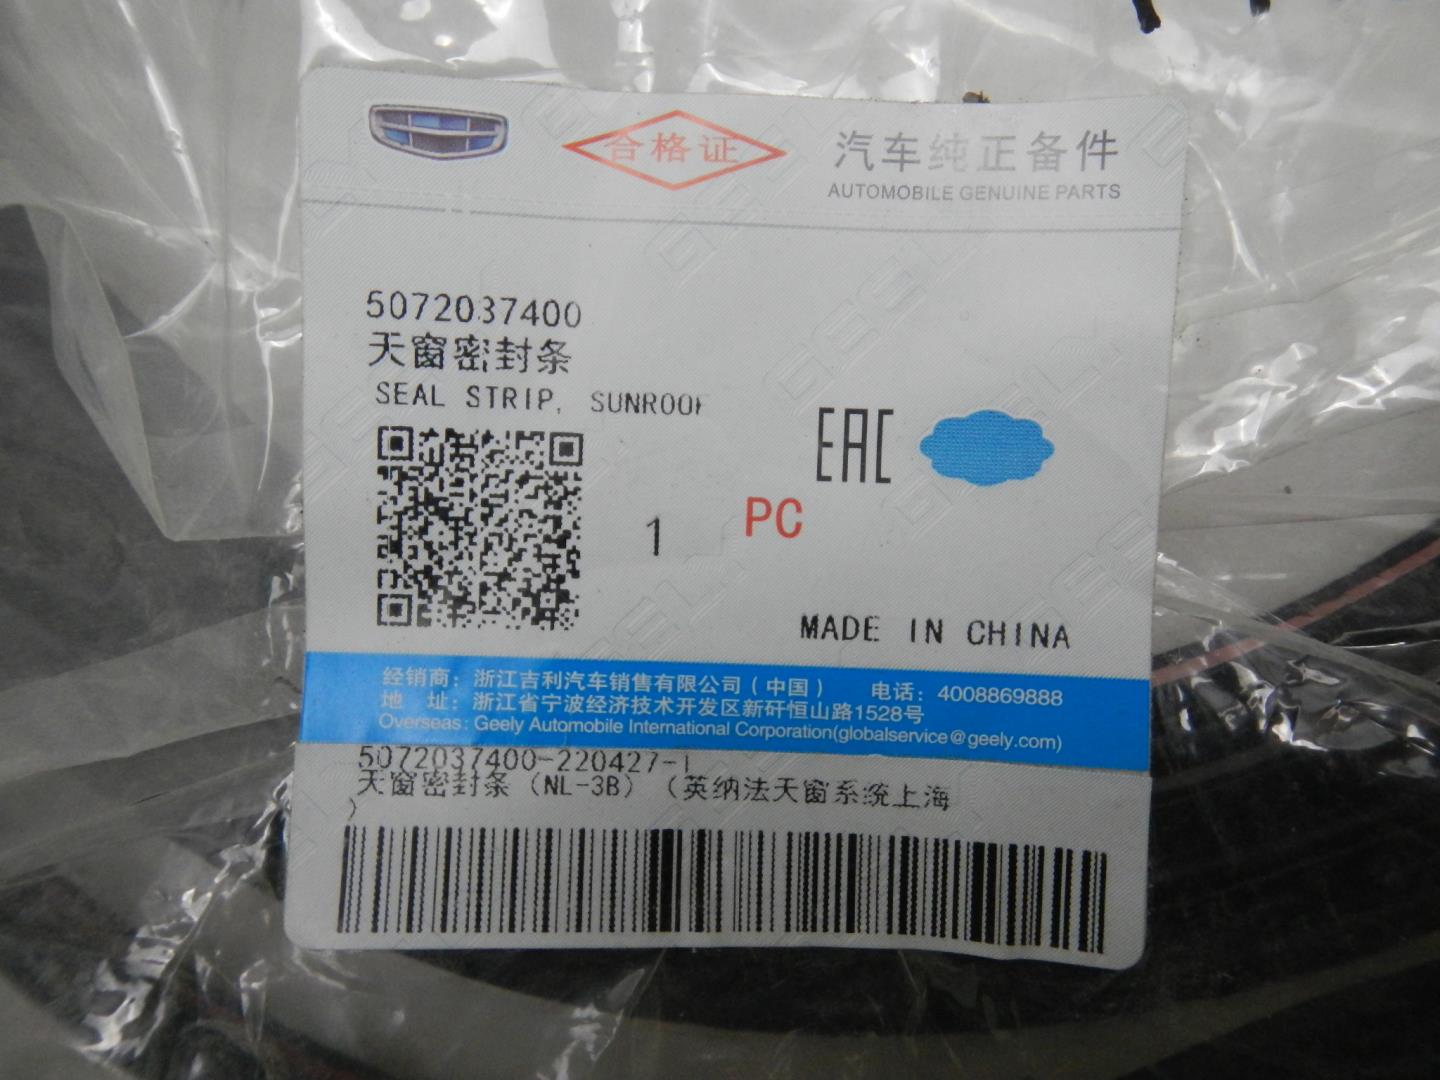 合格证
汽车纯正备件
AUTOMOBILE GENUINE PARTS
5072037400
天窗密封条
SEAL STRIP, SUNROOF
EAC
1 PC
MADE IN CHINA
经销商：浙江吉利汽车销售有限公司（中国） 电话：4008869888
地 址：浙江省宁波经济技术开发区新矸恒山路1528号
Overseas: Geely Automobile International Corporation(globalservice@geely.com)
5072037400-220427-1
天窗密封条（NL-3B）（英纳法天窗系统上海
）